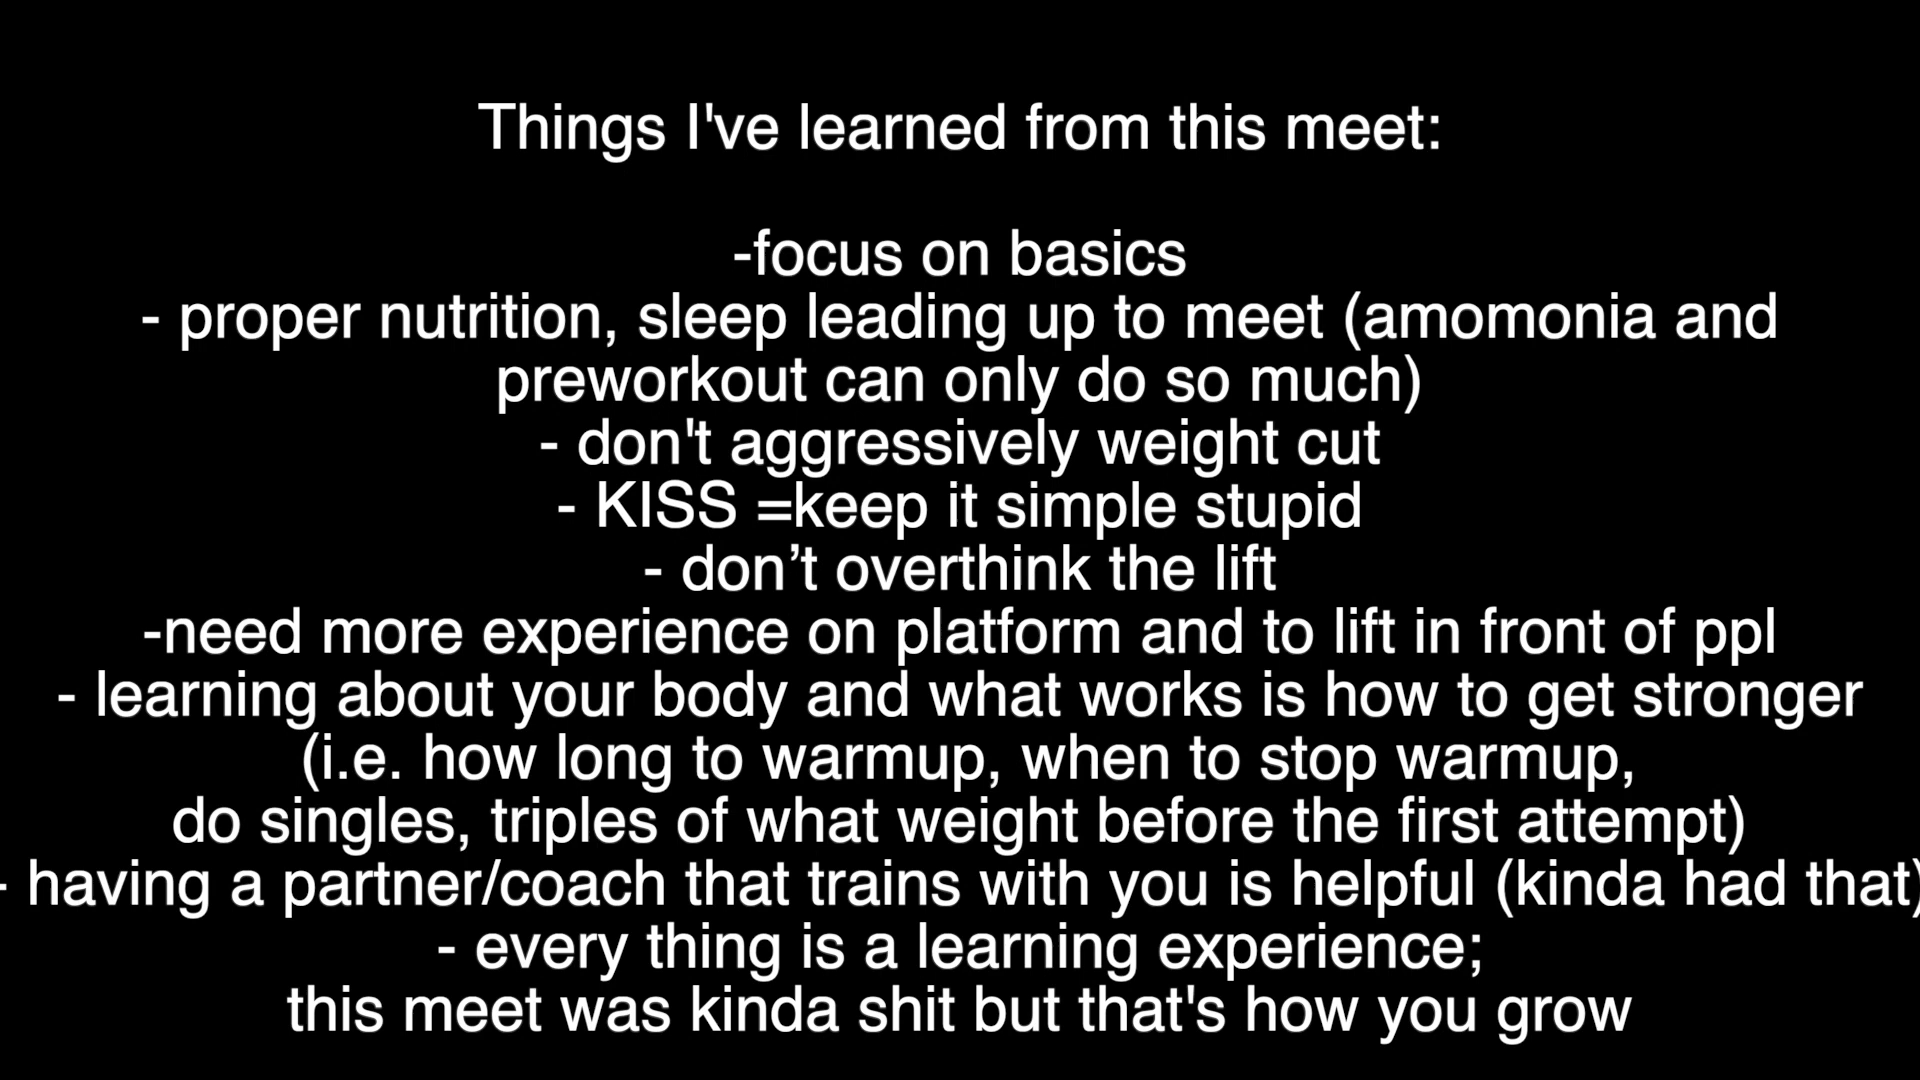 Things I've learned from this meet:
-focus on basics
- proper nutrition, sleep leading up to meet (amomonia and
preworkout can only do so much)
- don't aggressively weight cut
- KISS =keep it simple stupid
- don’t overthink the lift
-need more experience on platform and to lift in front of ppl
- learning about your body and what works is how to get stronger
(i.e. how long to warmup, when to stop warmup,
do singles, triples of what weight before the first attempt)
- having a partner/coach that trains with you is helpful (kinda had that)
- every thing is a learning experience;
this meet was kinda shit but that's how you grow